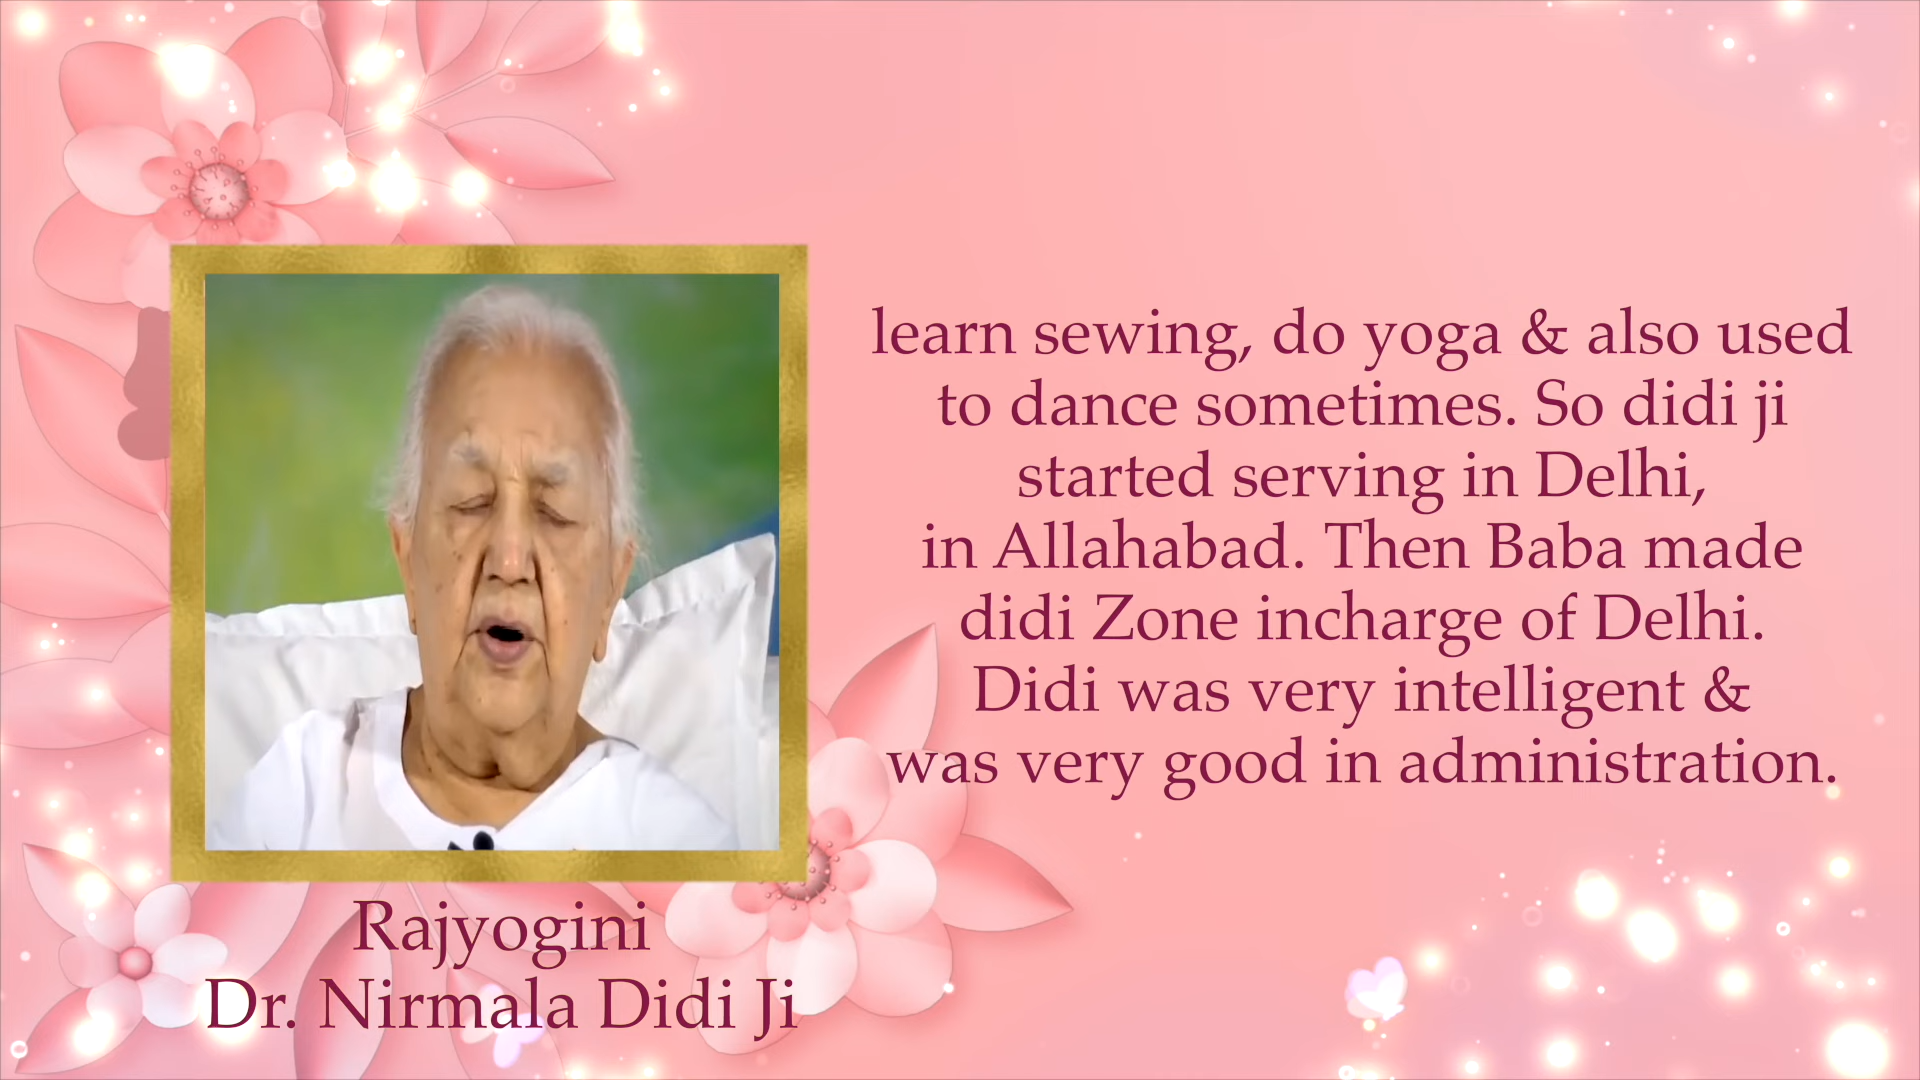 learn sewing, do yoga & also used
to dance sometimes. So didi ji
started serving in Delhi,
in Allahabad. Then Baba made
didi Zone incharge of Delhi.
Didi was very intelligent &
was very good in administration.
Rajyogini
Dr. Nirmala Didi Ji